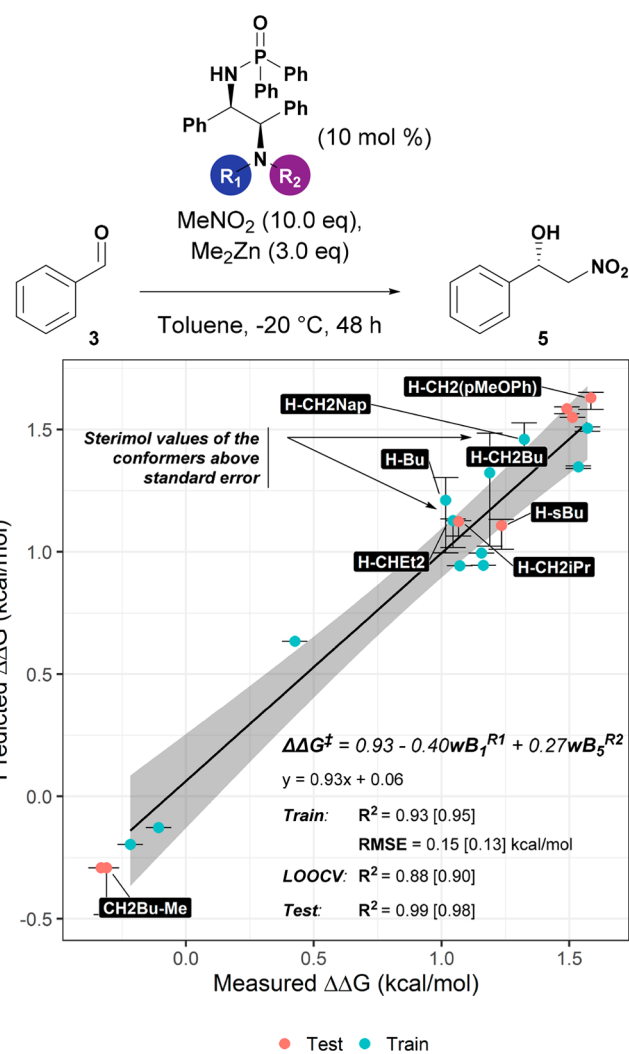 O
HN
P
Ph
Ph
Ph
Ph
N
R1
R2
(10 mol %)
MeNO2 (10.0 eq),
Me2Zn (3.0 eq)
O
OH
NO2
Toluene, -20 °C, 48 h
3
5
H-CH2(pMeOPh)
H-CH2Nap
Sterimol values of the
conformers above
standard error
H-CH2Bu
H-Bu
H-sBu
H-CHEt2
H-CH2iPr
1.5
1.0
0.5
0.0
-0.5
Predicted ΔΔG (kcal/mol)
ΔΔG‡ = 0.93 - 0.40wB1R1 + 0.27wB5R2
y = 0.93x + 0.06
Train: R2 = 0.93 [0.95]
RMSE = 0.15 [0.13] kcal/mol
LOOCV: R2 = 0.88 [0.90]
Test: R2 = 0.99 [0.98]
CH2Bu-Me
0.0 0.5 1.0 1.5
Measured ΔΔG (kcal/mol)
Test Train